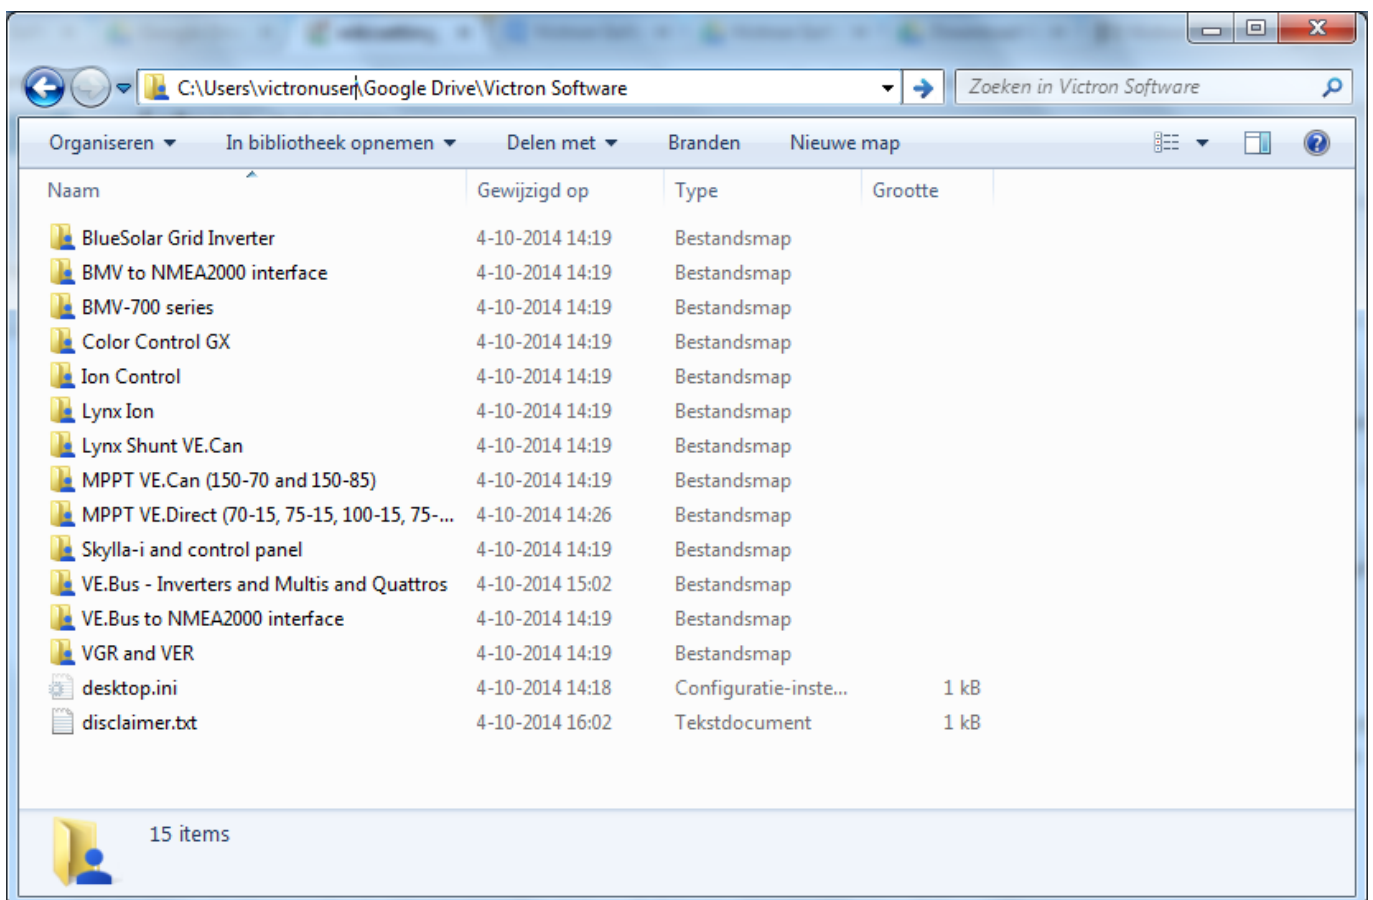 C:\Users\victronuser\Google Drive\Victron Software
Zoeken in Victron Software
Organiseren In bibliotheek opnemen Delen met Branden Nieuwe map
Naam Gewijzigd op Type Grootte
BlueSolar Grid Inverter 4-10-2014 14:19 Bestandsmap
BMV to NMEA2000 interface 4-10-2014 14:19 Bestandsmap
BMV-700 series 4-10-2014 14:19 Bestandsmap
Color Control GX 4-10-2014 14:19 Bestandsmap
Ion Control 4-10-2014 14:19 Bestandsmap
Lynx Ion 4-10-2014 14:19 Bestandsmap
Lynx Shunt VE.Can 4-10-2014 14:19 Bestandsmap
MPPT VE.Can (150-70 and 150-85) 4-10-2014 14:19 Bestandsmap
MPPT VE.Direct (70-15, 75-15, 100-15, 75-... 4-10-2014 14:26 Bestandsmap
Skylla-i and control panel 4-10-2014 14:19 Bestandsmap
VE.Bus - Inverters and Multis and Quattros 4-10-2014 15:02 Bestandsmap
VE.Bus to NMEA2000 interface 4-10-2014 14:19 Bestandsmap
VGR and VER 4-10-2014 14:19 Bestandsmap
desktop.ini 4-10-2014 14:18 Configuratie-inste... 1 kB
disclaimer.txt 4-10-2014 16:02 Tekstdocument 1 kB
15 items